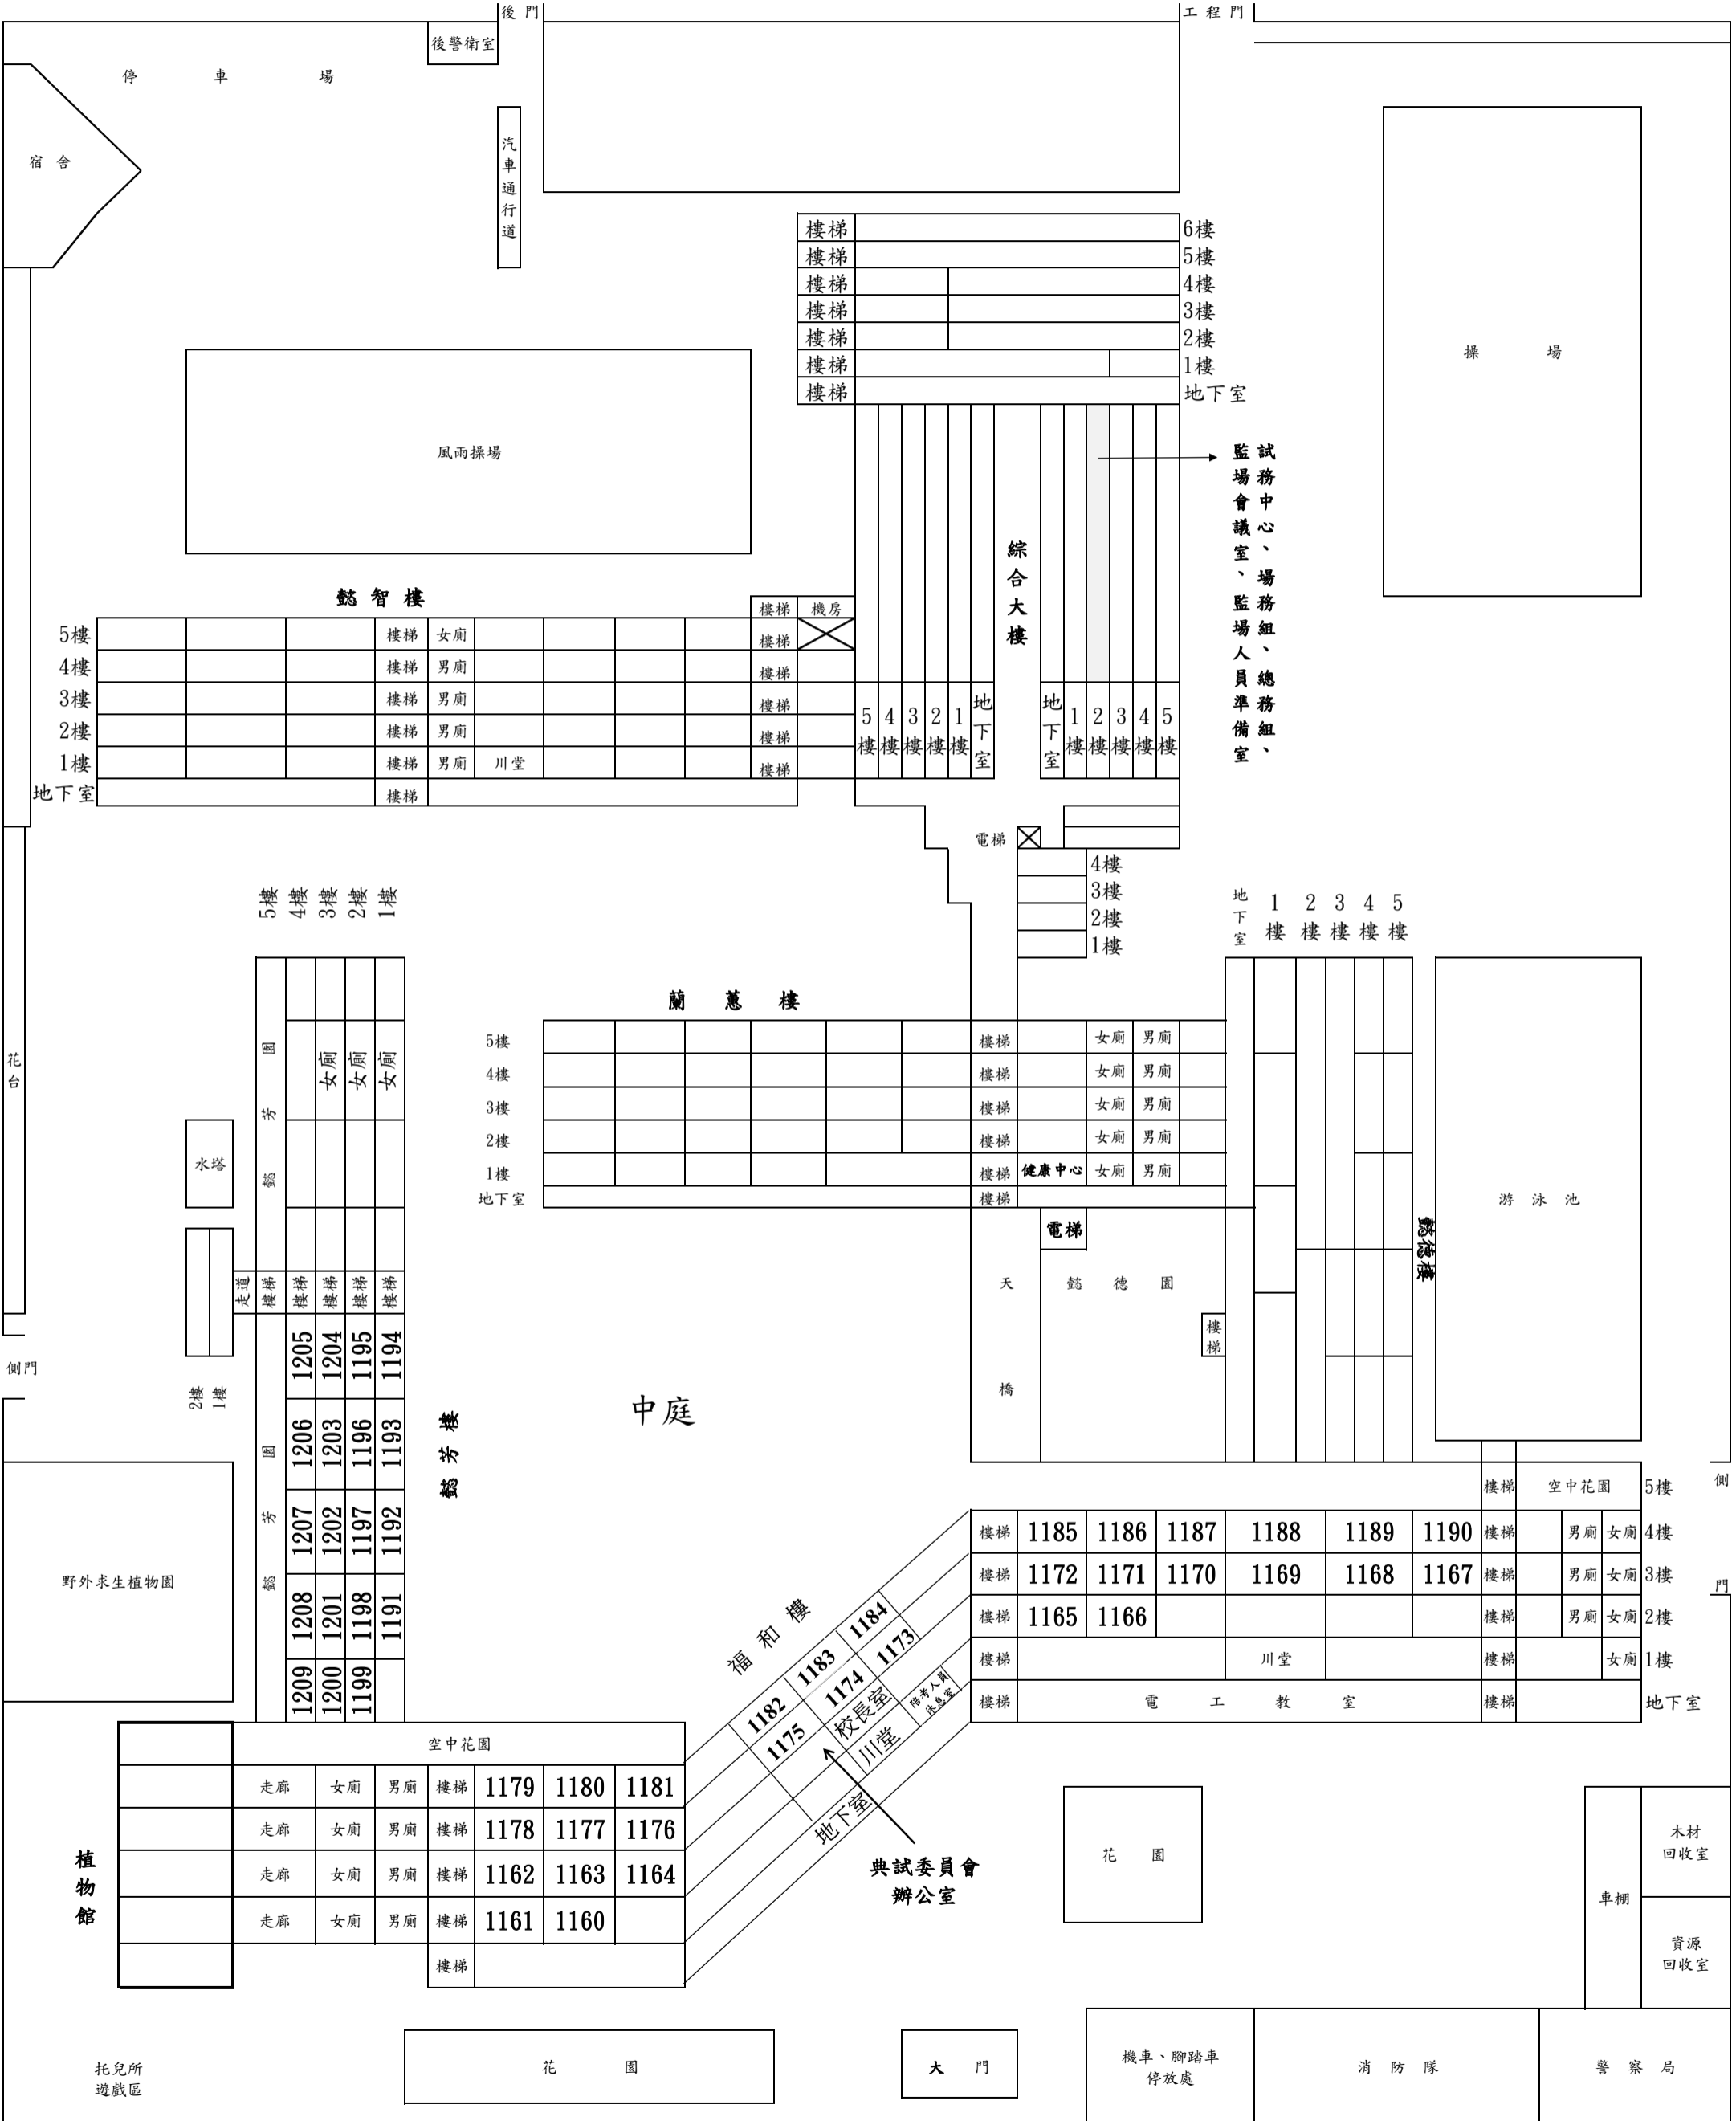 後門
工程門
後警衛室
停車場
宿舍
汽車通行道
樓梯 6樓
樓梯 5樓
樓梯 4樓
樓梯 3樓
樓梯 2樓
樓梯 1樓
樓梯 地下室
操場
風雨操場
試務中心、場務組、總務組、
監場會議室、監場人員準備室
綜合大樓
5樓 4樓 3樓 2樓 1樓 地下室
地下室 1樓 2樓 3樓 4樓 5樓
懿智樓
樓梯 機房
5樓 樓梯 女廁 樓梯
4樓 樓梯 男廁 樓梯
3樓 樓梯 男廁 樓梯
2樓 樓梯 男廁 樓梯
1樓 樓梯 男廁 川堂 樓梯
地下室 樓梯
電梯
4樓
3樓
2樓
1樓
花台
5樓 4樓 3樓 2樓 1樓
懿芳園
女廁 女廁 女廁
水塔
走道 樓梯 樓梯 樓梯 樓梯 樓梯
1205 1204 1195 1194
1206 1203 1196 1193
1207 1202 1197 1192
1208 1201 1198 1191
1209 1200 1199
懿芳園
2樓 1樓
側門
懿芳樓
野外求生植物園
蘭蕙樓
5樓 樓梯 女廁 男廁
4樓 樓梯 女廁 男廁
3樓 樓梯 女廁 男廁
2樓 樓梯 女廁 男廁
1樓 樓梯 健康中心 女廁 男廁
地下室 樓梯
電梯
天橋
懿德園
樓梯
地下室 1樓 2樓 3樓 4樓 5樓
懿德樓
游泳池
中庭
樓梯 空中花園 5樓
樓梯 1185 1186 1187 1188 1189 1190 樓梯 男廁 女廁 4樓
樓梯 1172 1171 1170 1169 1168 1167 樓梯 男廁 女廁 3樓
樓梯 1165 1166 樓梯 男廁 女廁 2樓
樓梯 川堂 樓梯 女廁 1樓
樓梯 電工教室 樓梯 地下室
側門
福和樓
1182 1183 1184
1175 1174 1173
校長室
川堂 陪考人員休息室
地下室
典試委員會
辦公室
空中花園
走廊 女廁 男廁 樓梯 1179 1180 1181
走廊 女廁 男廁 樓梯 1178 1177 1176
走廊 女廁 男廁 樓梯 1162 1163 1164
走廊 女廁 男廁 樓梯 1161 1160
樓梯
植物館
花園
車棚
木材
回收室
資源
回收室
托兒所
遊戲區
花園
大門
機車、腳踏車
停放處
消防隊
警察局